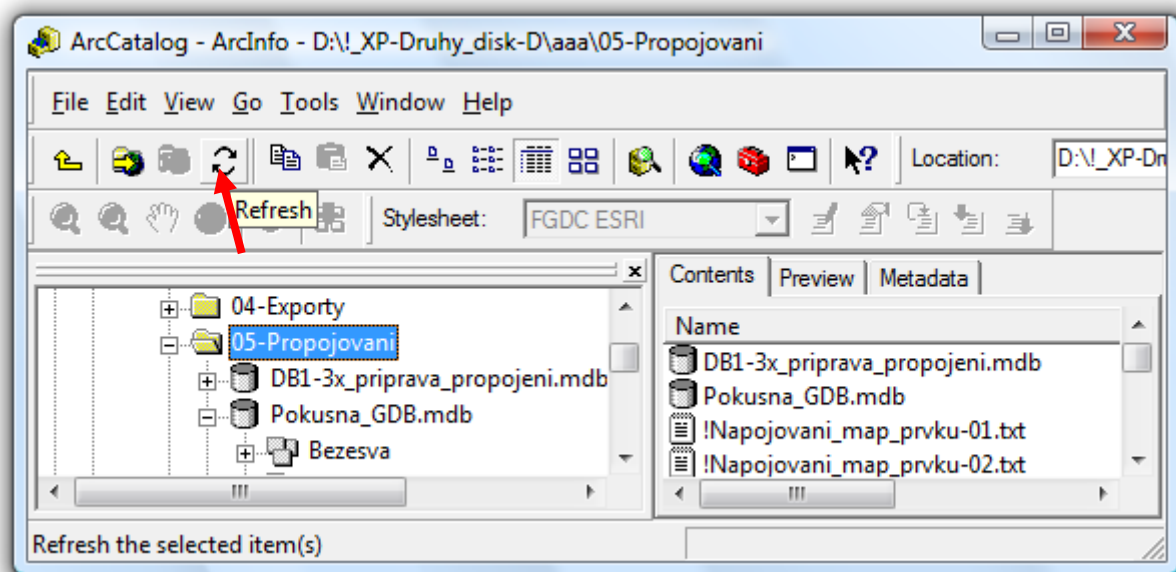 ArcCatalog - ArcInfo - D:\!_XP-Druhy_disk-D\aaa\05-Propojovani
File Edit View Go Tools Window Help
Location: D:\!_XP-Dr
Refresh
Stylesheet: FGDC ESRI
04-Exporty
05-Propojovani
DB1-3x_priprava_propojeni.mdb
Pokusna_GDB.mdb
Bezesva
Contents Preview Metadata
Name
DB1-3x_priprava_propojeni.mdb
Pokusna_GDB.mdb
!Napojovani_map_prvku-01.txt
!Napojovani_map_prvku-02.txt
Refresh the selected item(s)